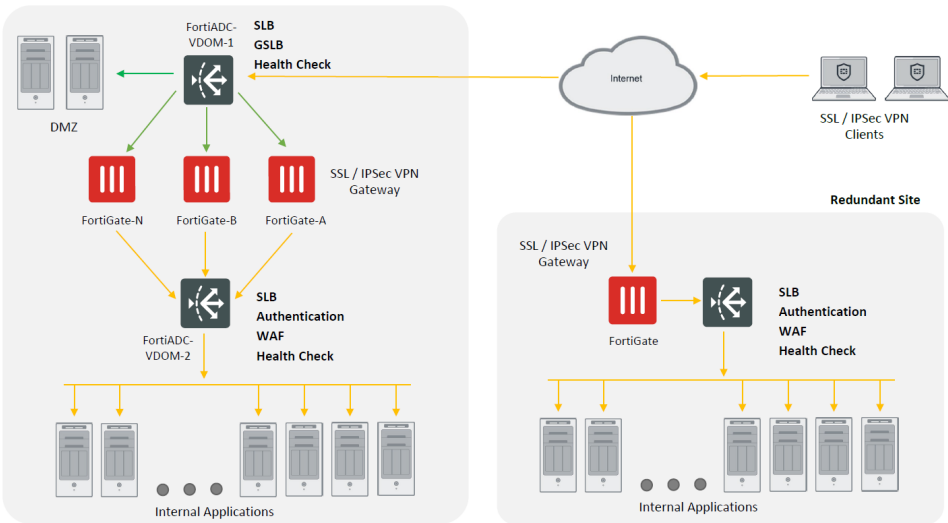 FortiADC-
VDOM-1
SLB
GSLB
Health Check
DMZ
Internet
SSL / IPSec VPN
Clients
SSL / IPSec VPN
Gateway
FortiGate-N
FortiGate-B
FortiGate-A
FortiADC-
VDOM-2
SLB
Authentication
WAF
Health Check
Internal Applications
Redundant Site
SSL / IPSec VPN
Gateway
FortiGate
SLB
Authentication
WAF
Health Check
Internal Applications